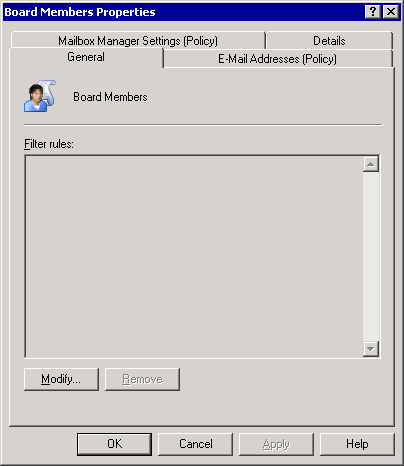 Board Members Properties
Mailbox Manager Settings (Policy) Details
General E-Mail Addresses (Policy)
Board Members
Filter rules:
Modify... Remove
OK Cancel Apply Help